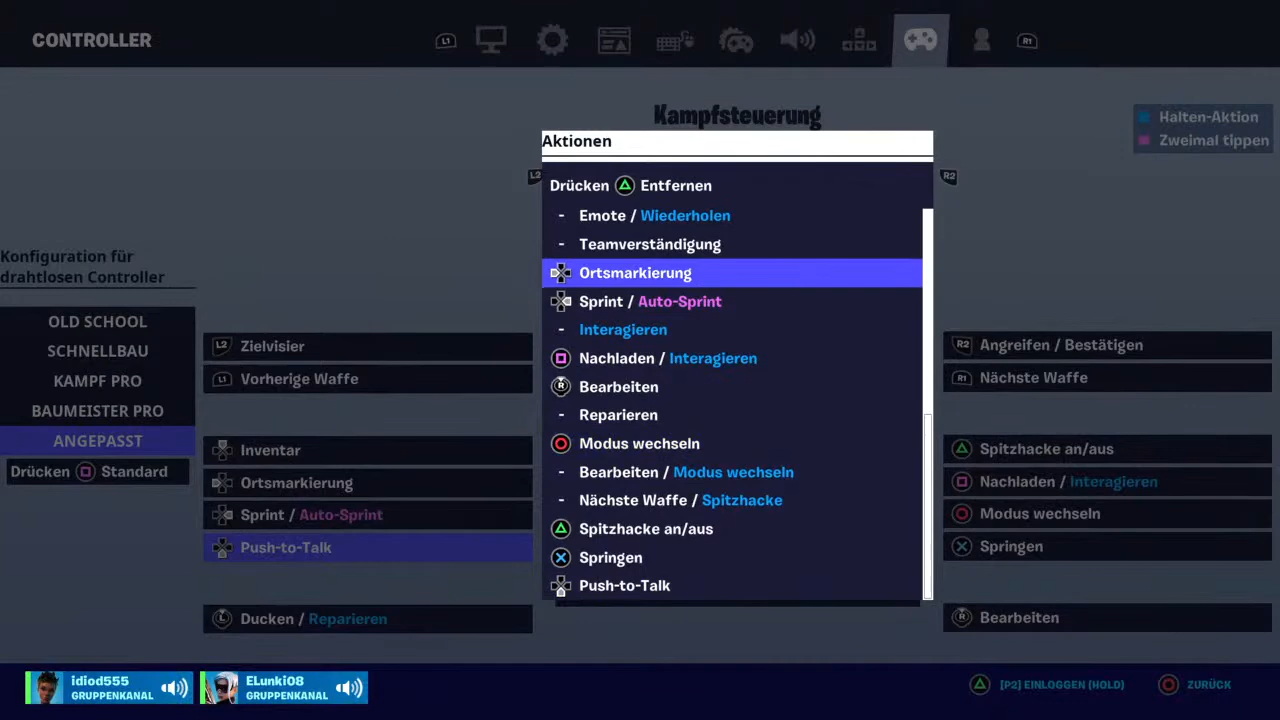 CONTROLLER
L1
R1
Kampfsteuerung
Halten-Aktion
Zweimal tippen
L2
R2
Aktionen
Drücken Entfernen
- Emote / Wiederholen
- Teamverständigung
Ortsmarkierung
Sprint / Auto-Sprint
- Interagieren
Nachladen / Interagieren
R Bearbeiten
- Reparieren
Modus wechseln
- Bearbeiten / Modus wechseln
- Nächste Waffe / Spitzhacke
Spitzhacke an/aus
Springen
Push-to-Talk
Konfiguration für
drahtlosen Controller
OLD SCHOOL
SCHNELLBAU
KAMPF PRO
BAUMEISTER PRO
ANGEPASST
Drücken Standard
L2 Zielvisier
L1 Vorherige Waffe
Inventar
Ortsmarkierung
Sprint / Auto-Sprint
Push-to-Talk
L Ducken / Reparieren
R2 Angreifen / Bestätigen
R1 Nächste Waffe
Spitzhacke an/aus
Nachladen / Interagieren
Modus wechseln
Springen
R Bearbeiten
idiod555
GRUPPENKANAL
ELunki08
GRUPPENKANAL
[P2] EINLOGGEN (HOLD)
ZURÜCK